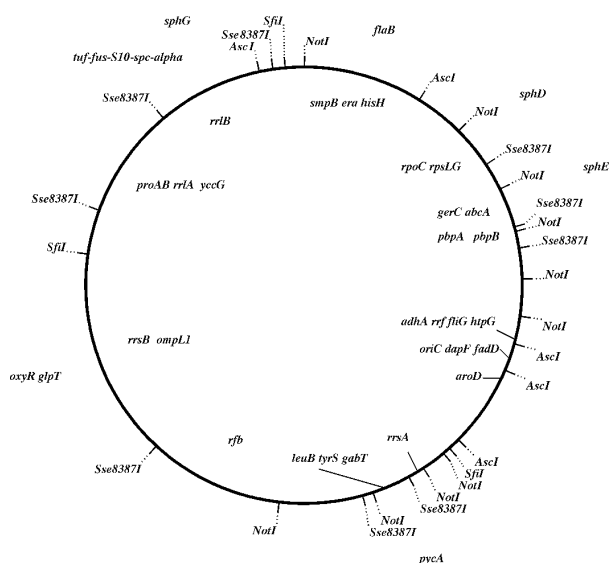 sphG
SfiI
flaB
Sse8387I
NotI
AscI
tuf-fus-S10-spc-alpha
AscI
Sse8387I
smpB era hisH
sphD
rrlB
NotI
Sse8387I
rpoC rpsLG
sphE
NotI
proAB rrlA yccG
Sse8387I
Sse8387I
gerC abcA
NotI
pbpA pbpB
Sse8387I
SfiI
NotI
adhA rrf fliG htpG
NotI
rrsB ompL1
oriC dapF fadD
AscI
oxyR glpT
aroD
AscI
rfb
rrsA
leuB tyrS gabT
AscI
Sse8387I
SfiI
NotI
NotI
Sse8387I
NotI
NotI
Sse8387I
pycA